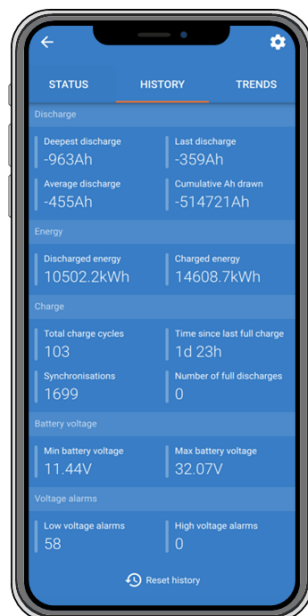 STATUS HISTORY TRENDS
Discharge
Deepest discharge Last discharge
-963Ah -359Ah
Average discharge Cumulative Ah drawn
-455Ah -514721Ah
Energy
Discharged energy Charged energy
10502.2kWh 14608.7kWh
Charge
Total charge cycles Time since last full charge
103 1d 23h
Synchronisations Number of full discharges
1699 0
Battery voltage
Min battery voltage Max battery voltage
11.44V 32.07V
Voltage alarms
Low voltage alarms High voltage alarms
58 0
Reset history